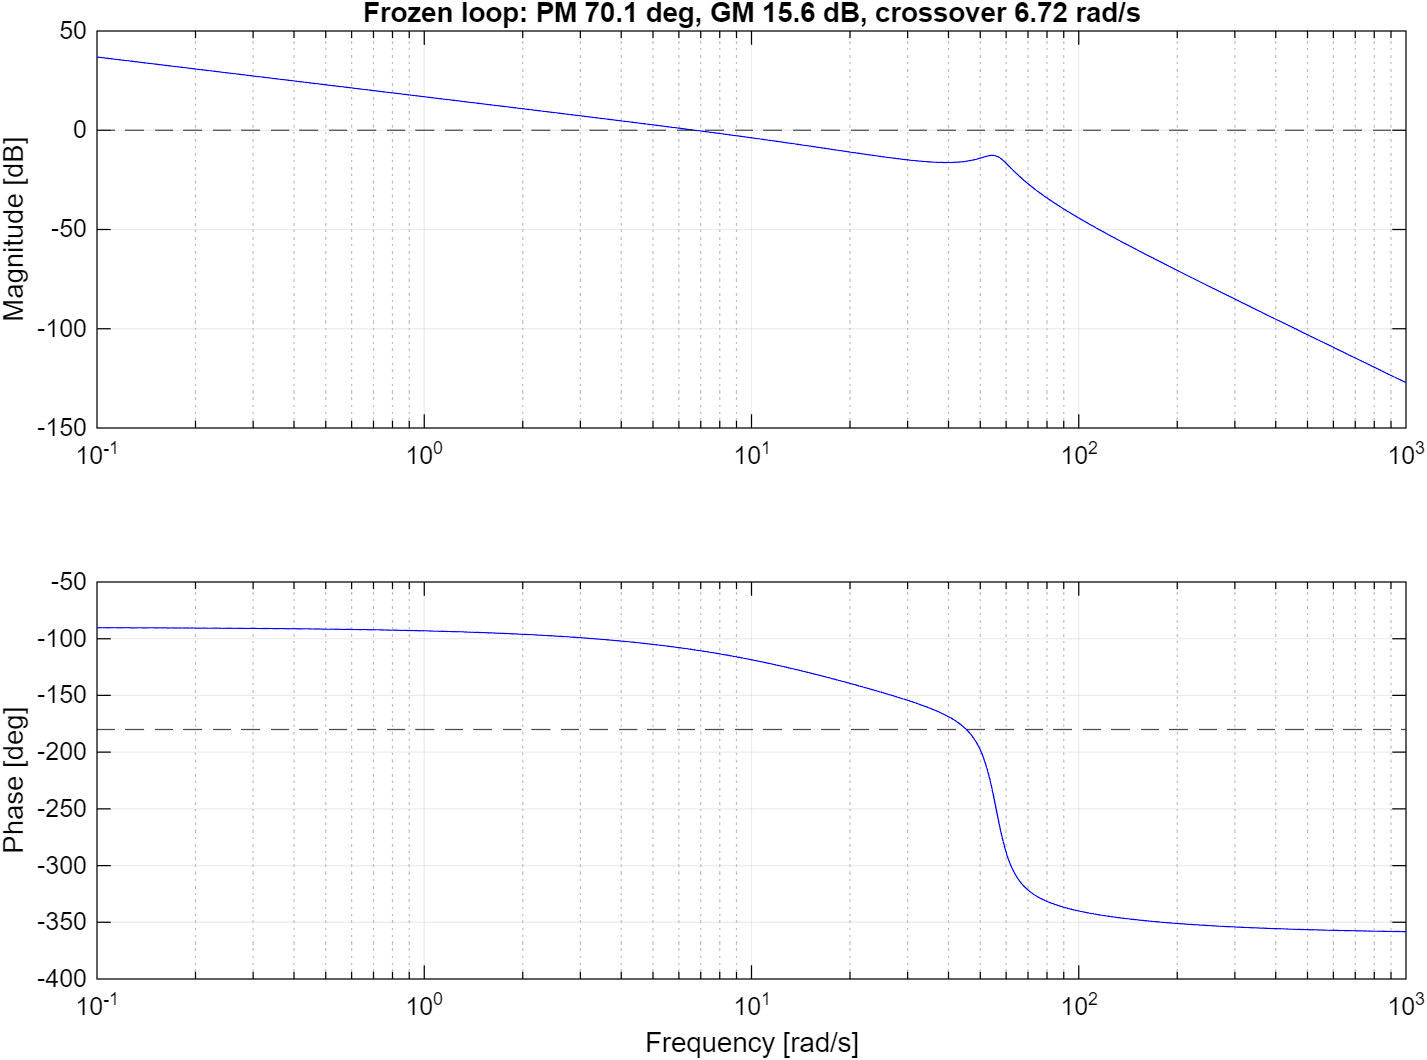 Frozen loop: PM 70.1 deg, GM 15.6 dB, crossover 6.72 rad/s
50
0
-50
-100
-150
Magnitude [dB]
10^-1 10^0 10^1 10^2 10^3
-50
-100
-150
-200
-250
-300
-350
-400
Phase [deg]
10^-1 10^0 10^1 10^2 10^3
Frequency [rad/s]